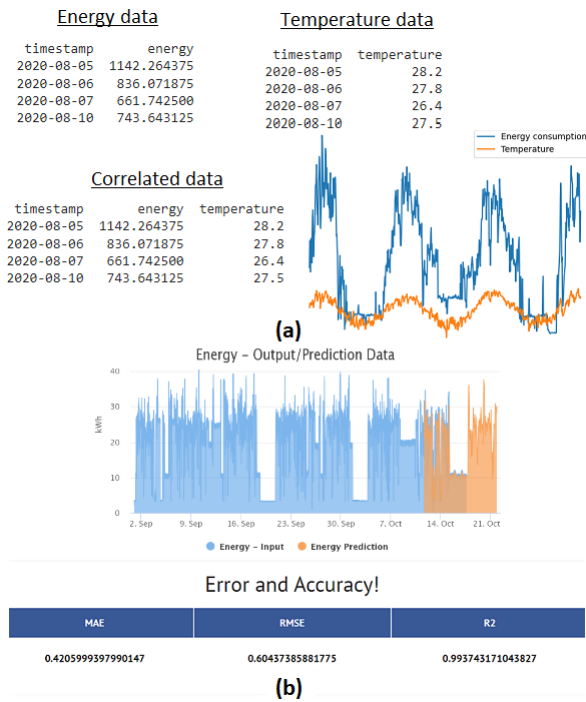 Energy data
timestamp energy
2020-08-05 1142.264375
2020-08-06 836.071875
2020-08-07 661.742500
2020-08-10 743.643125
Temperature data
timestamp temperature
2020-08-05 28.2
2020-08-06 27.8
2020-08-07 26.4
2020-08-10 27.5
Energy consumption
Temperature
Correlated data
timestamp energy temperature
2020-08-05 1142.264375 28.2
2020-08-06 836.071875 27.8
2020-08-07 661.742500 26.4
2020-08-10 743.643125 27.5
(a)
Energy – Output/Prediction Data
kWh
40
30
20
10
0
2. Sep 9. Sep 16. Sep 23. Sep 30. Sep 7. Oct 14. Oct 21. Oct
Energy – Input Energy Prediction
Error and Accuracy!
MAE RMSE R2
0.4205999397990147 0.60437385881775 0.993743171043827
(b)